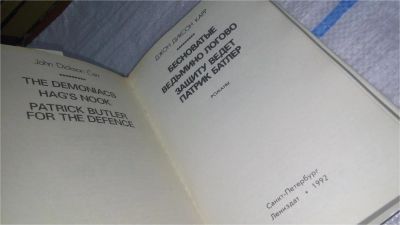 John Dickson Carr
THE DEMONIACS
HAG'S NOOK
PATRICK BUTLER
FOR THE DEFENCE
ДЖОН ДИКСОН КАРР
БЕСНОВАТЫЕ
ВЕДЬМИНО ЛОГОВО
ЗАЩИТУ ВЕДЕТ
ПАТРИК БАТЛЕР
РОМАНЫ
Санкт-Петербург
Лениздат • 1992